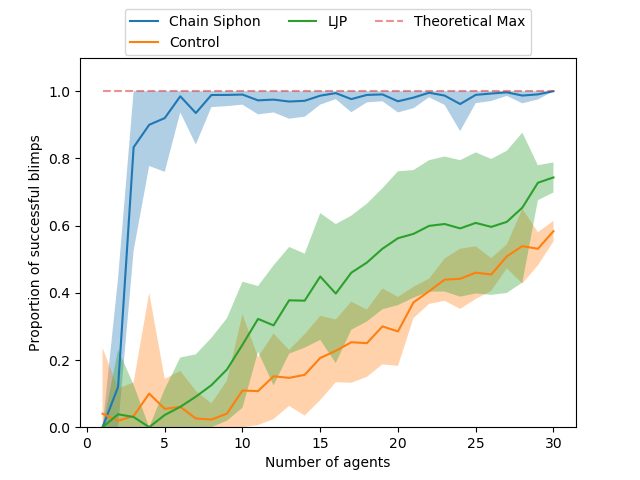 Chain Siphon
Control
LJP
Theoretical Max
Proportion of successful blimps
1.0
0.8
0.6
0.4
0.2
0.0
0 5 10 15 20 25 30
Number of agents